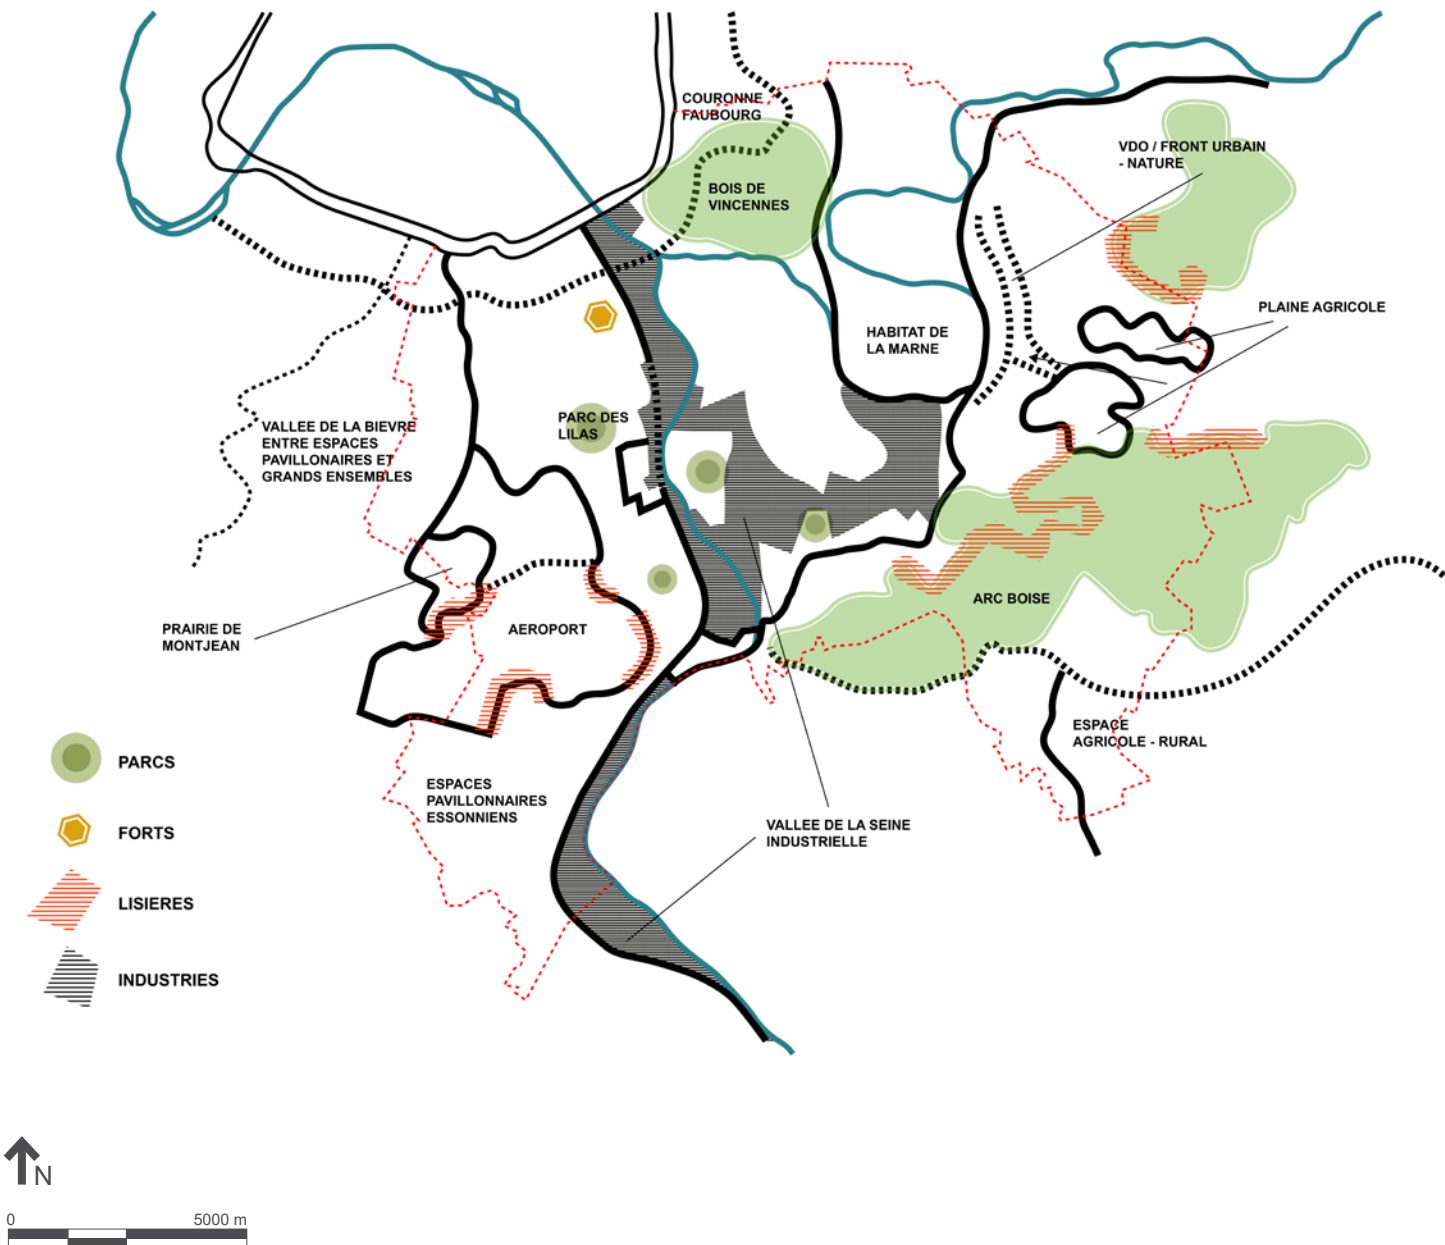 COURONNE
FAUBOURG
VDO / FRONT URBAIN
- NATURE
BOIS DE
VINCENNES
PLAINE AGRICOLE
HABITAT DE
LA MARNE
PARC DES
LILAS
VALLEE DE LA BIEVRE
ENTRE ESPACES
PAVILLONAIRES ET
GRANDS ENSEMBLES
ARC BOISE
PRAIRIE DE
MONTJEAN
AEROPORT
ESPACE
AGRICOLE - RURAL
PARCS
ESPACES
PAVILLONNAIRES
ESSONNIENS
VALLEE DE LA SEINE
INDUSTRIELLE
FORTS
LISIERES
INDUSTRIES
N
0 5000 m